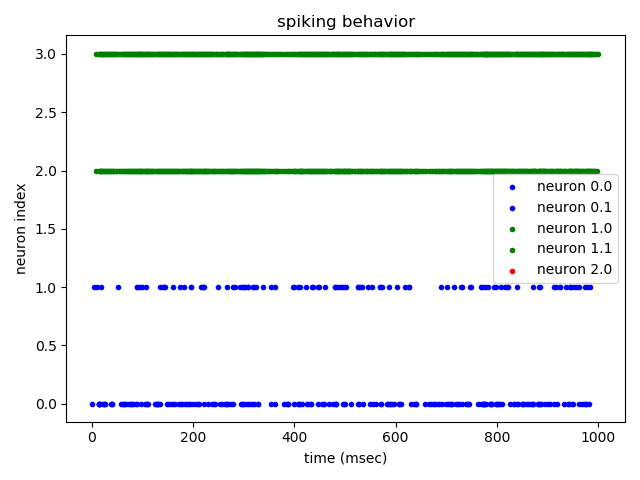 spiking behavior
3.0
2.5
2.0
1.5
1.0
0.5
0.0
neuron index
neuron 0.0
neuron 0.1
neuron 1.0
neuron 1.1
neuron 2.0
0 200 400 600 800 1000
time (msec)